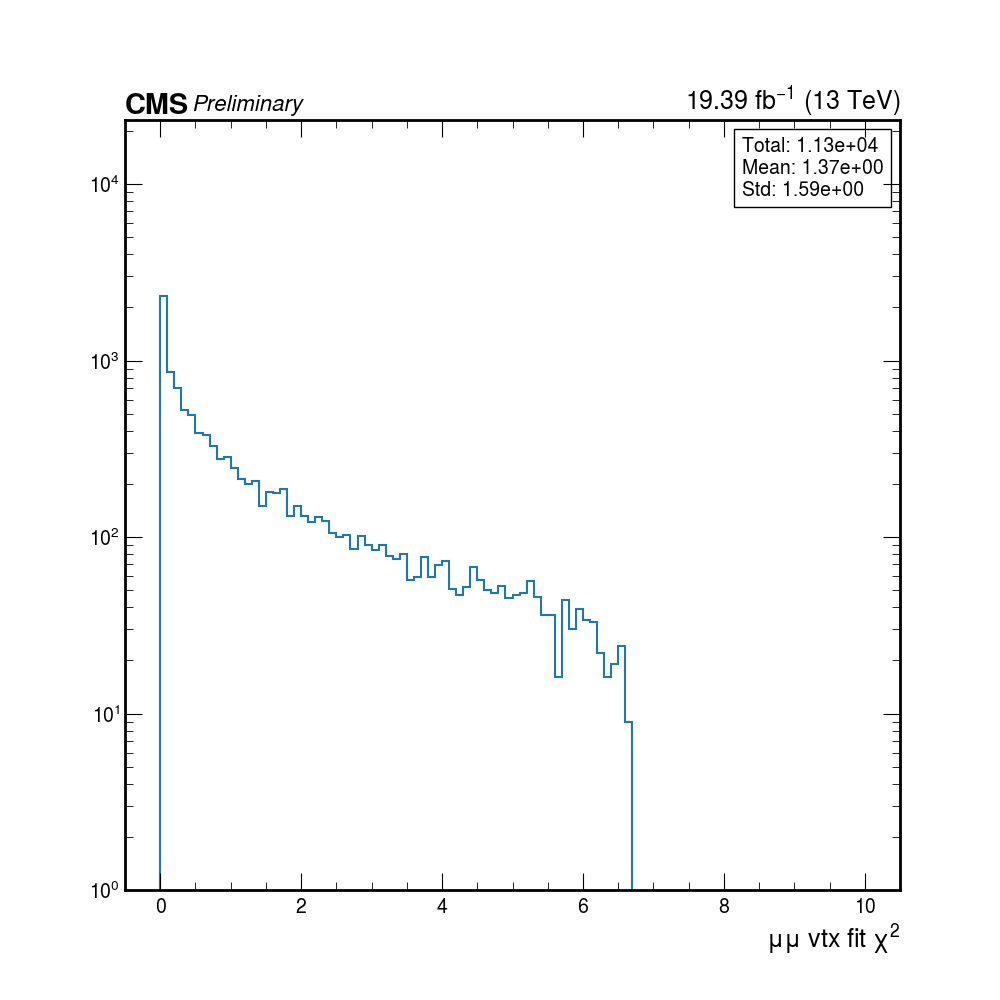 CMS Preliminary 19.39 fb⁻¹ (13 TeV)
Total: 1.13e+04
Mean: 1.37e+00
Std: 1.59e+00
10⁴
10³
10²
10¹
10⁰
0 2 4 6 8 10
μμ vtx fit χ²